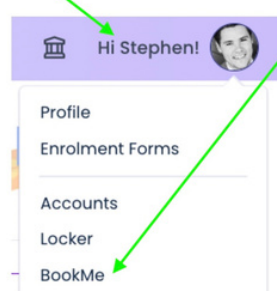 Hi Stephen!
Profile
Enrolment Forms
Accounts
Locker
BookMe